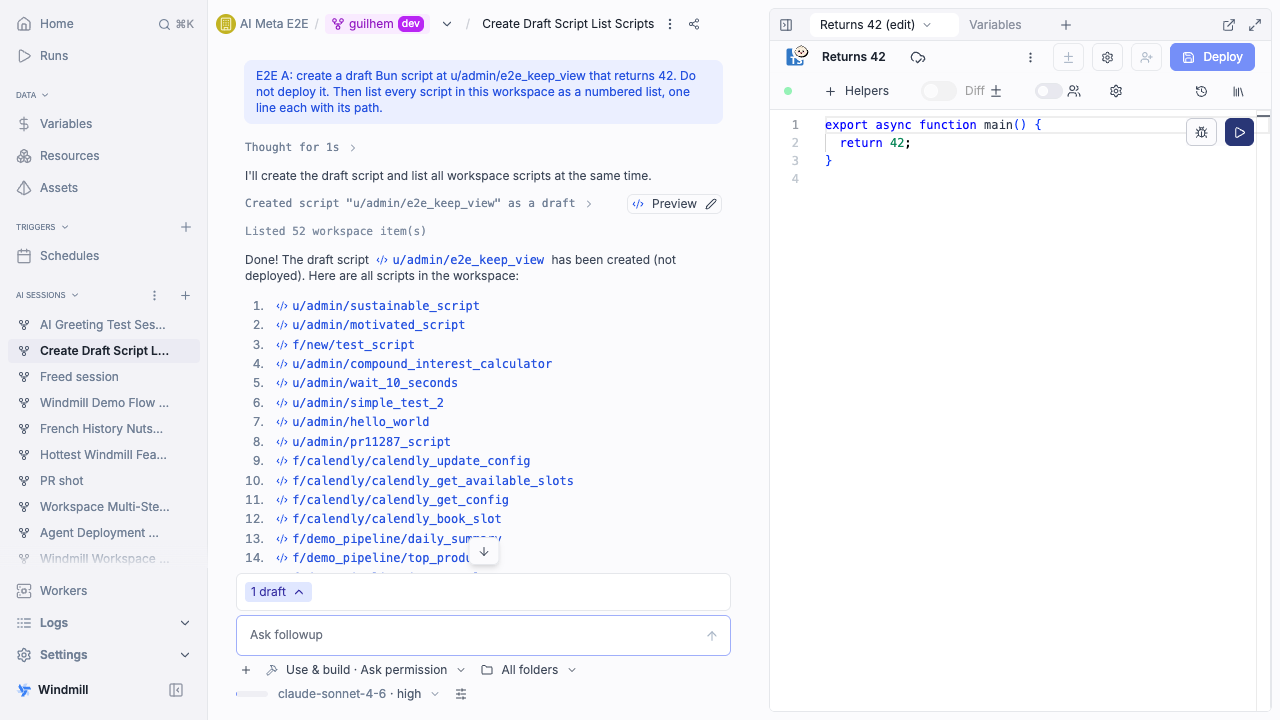 Home
⌘K
Runs
DATA
Variables
Resources
Assets
TRIGGERS
Schedules
AI SESSIONS
AI Greeting Test Ses...
Create Draft Script L...
Freed session
Windmill Demo Flow ...
French History Nuts...
Hottest Windmill Fea...
PR shot
Workspace Multi-Ste...
Agent Deployment ...
Windmill Workspace ...
Workers
Logs
Settings
Windmill
AI Meta E2E / guilhem dev / Create Draft Script List Scripts
E2E A: create a draft Bun script at u/admin/e2e_keep_view that returns 42. Do
not deploy it. Then list every script in this workspace as a numbered list, one
line each with its path.
Thought for 1s
I'll create the draft script and list all workspace scripts at the same time.
Created script "u/admin/e2e_keep_view" as a draft
Preview
Listed 52 workspace item(s)
Done! The draft script u/admin/e2e_keep_view has been created (not
deployed). Here are all scripts in the workspace:
1. u/admin/sustainable_script
2. u/admin/motivated_script
3. f/new/test_script
4. u/admin/compound_interest_calculator
5. u/admin/wait_10_seconds
6. u/admin/simple_test_2
7. u/admin/hello_world
8. u/admin/pr11287_script
9. f/calendly/calendly_update_config
10. f/calendly/calendly_get_available_slots
11. f/calendly/calendly_get_config
12. f/calendly/calendly_book_slot
13. f/demo_pipeline/daily_summary
14. f/demo_pipeline/top_produ
1 draft
Ask followup
Use & build · Ask permission
All folders
claude-sonnet-4-6 · high
Returns 42 (edit)
Variables
TS
Returns 42
Deploy
Helpers
Diff
1 export async function main() {
2 return 42;
3 }
4